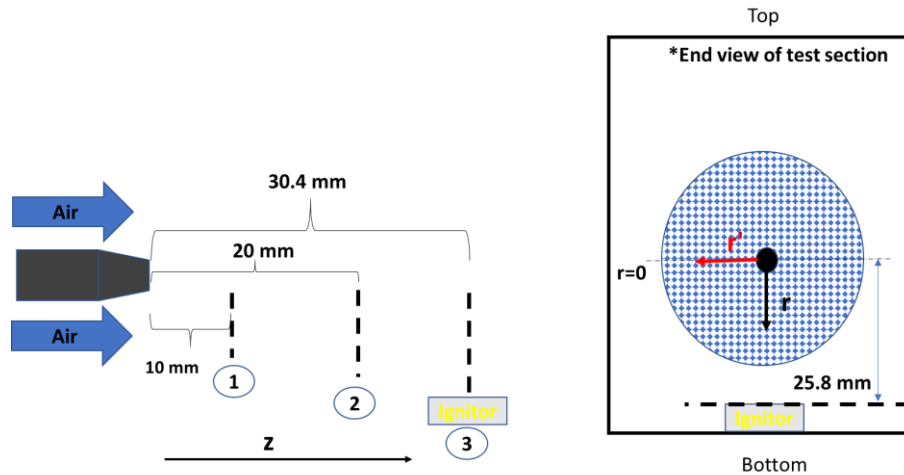 Top
*End view of test section
30.4 mm
Air
20 mm
r'
r=0
r
Air
10 mm
1
2
25.8 mm
Ignitor
Ignitor
3
z
Bottom